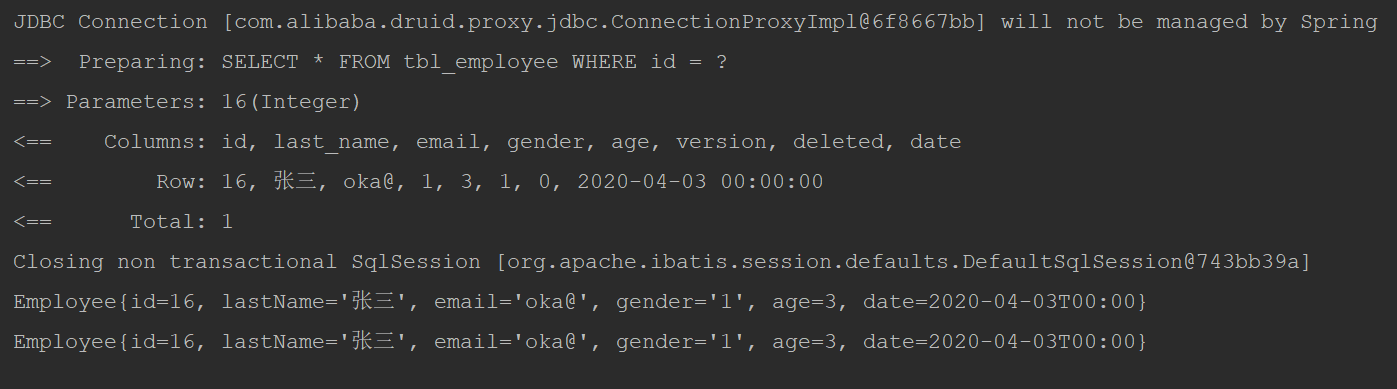 JDBC Connection [com.alibaba.druid.proxy.jdbc.ConnectionProxyImpl@6f8667bb] will not be managed by Spring
==>  Preparing: SELECT * FROM tbl_employee WHERE id = ?
==> Parameters: 16(Integer)
<==    Columns: id, last_name, email, gender, age, version, deleted, date
<==        Row: 16, 张三, oka@, 1, 3, 1, 0, 2020-04-03 00:00:00
<==      Total: 1
Closing non transactional SqlSession [org.apache.ibatis.session.defaults.DefaultSqlSession@743bb39a]
Employee{id=16, lastName='张三', email='oka@', gender='1', age=3, date=2020-04-03T00:00}
Employee{id=16, lastName='张三', email='oka@', gender='1', age=3, date=2020-04-03T00:00}